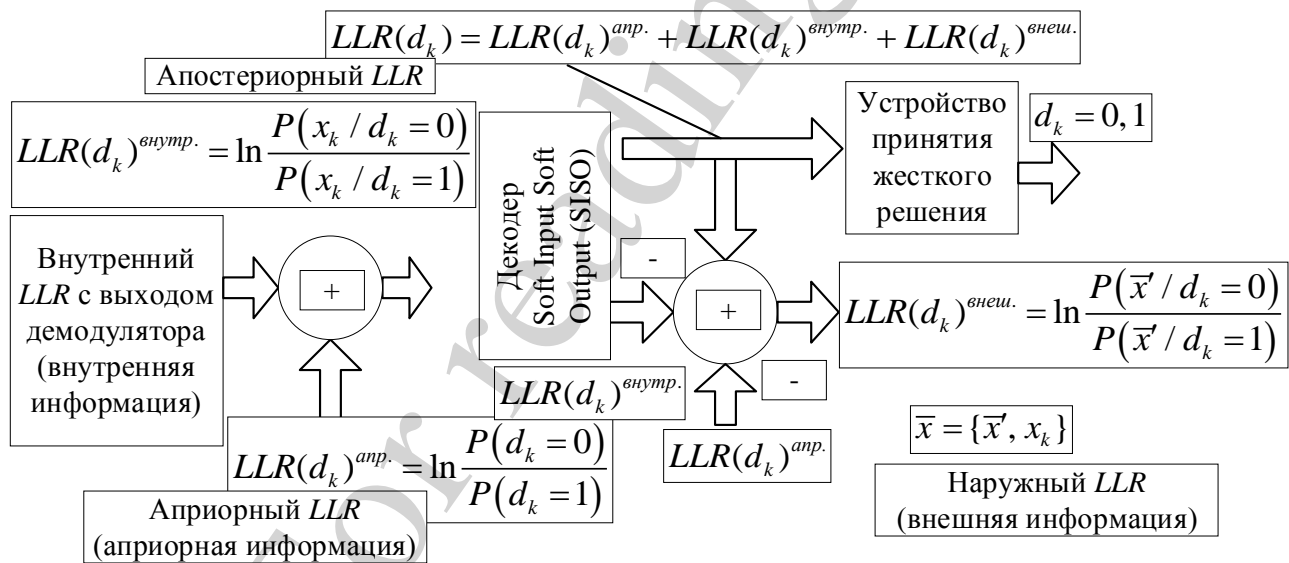 LLR(d_k) = LLR(d_k)^{апр.} + LLR(d_k)^{внутр.} + LLR(d_k)^{внеш.}
Апостериорный LLR
LLR(d_k)^{внутр.} = ln P(x_k / d_k = 0) / P(x_k / d_k = 1)
Декодер
Soft Input Soft
Output (SISO)
Устройство
принятия
жесткого
решения
d_k = 0,1
Внутренний
LLR с выходом
демодулятора
(внутренняя
информация)
+
-
+
-
LLR(d_k)^{внеш.} = ln P(x̄′ / d_k = 0) / P(x̄′ / d_k = 1)
LLR(d_k)^{внутр.}
LLR(d_k)^{апр.}
x̄ = {x̄′, x_k}
LLR(d_k)^{апр.} = ln P(d_k = 0) / P(d_k = 1)
Априорный LLR
(априорная информация)
Наружный LLR
(внешняя информация)
For reading